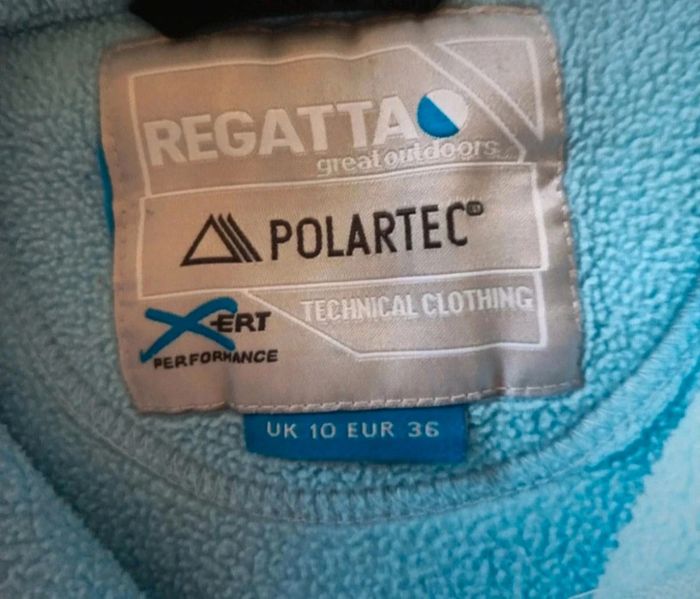 REGATTA
great outdoors
POLARTEC®
TECHNICAL CLOTHING
XERT
PERFORMANCE
UK 10 EUR 36